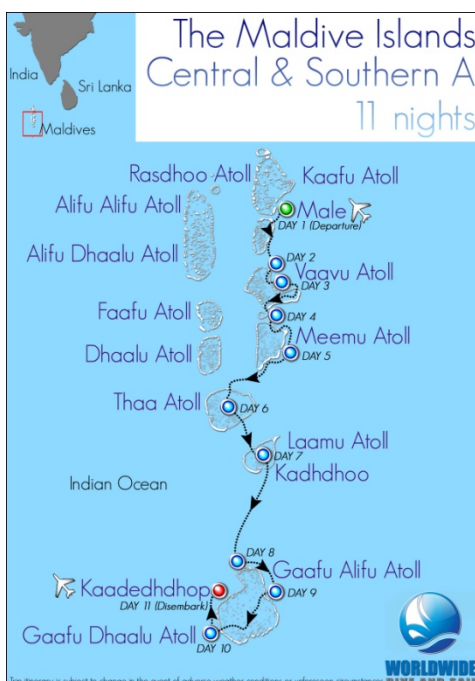 The Maldive Islands
Central & Southern A
11 nights
India
Sri Lanka
Maldives
Rasdhoo Atoll
Kaafu Atoll
Alifu Alifu Atoll
Male
DAY 1 (Departure)
Alifu Dhaalu Atoll
DAY 2
Vaavu Atoll
DAY 3
Faafu Atoll
DAY 4
Meemu Atoll
Dhaalu Atoll
DAY 5
Thaa Atoll
DAY 6
Laamu Atoll
DAY 7
Kadhdhoo
Indian Ocean
DAY 8
Gaafu Alifu Atoll
Kaadedhdhop
DAY 9
DAY 11 (Disembark)
Gaafu Dhaalu Atoll
DAY 10
WORLDWIDE